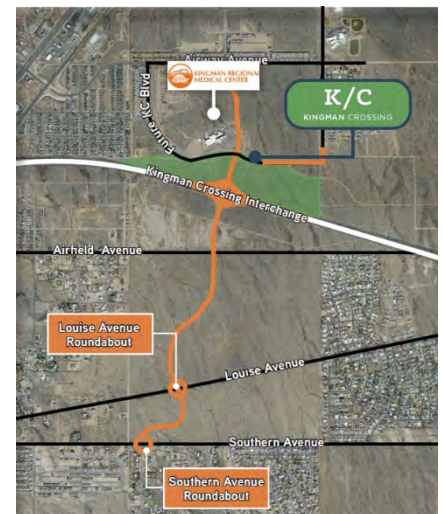 Airway Avenue
KINGMAN REGIONAL
MEDICAL CENTER
K/C
KINGMAN CROSSING
Future KC Blvd
Kingman Crossing Interchange
Airfield Avenue
Louise Avenue
Roundabout
Louise Avenue
Southern Avenue
Southern Avenue
Roundabout